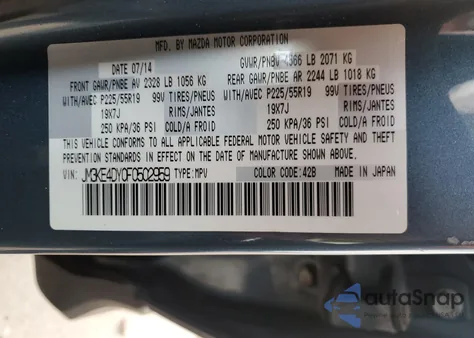 MFD. BY MAZDA MOTOR CORPORATION
DATE 07/14 GVWR/PNBV 4566 LB 2071 KG
FRONT GAWR/PNBE AV 2328 LB 1056 KG REAR GAWR/PNBE AR 2244 LB 1018 KG
WITH/AVEC P225/55R19 99V TIRES/PNEUS WITH/AVEC P225/55R19 99V TIRES/PNEUS
19X7J RIMS/JANTES 19X7J RIMS/JANTES
250 KPA/36 PSI COLD/A FROID 250 KPA/36 PSI COLD/A FROID
THIS VEHICLE CONFORMS TO ALL APPLICABLE FEDERAL MOTOR VEHICLE SAFETY, BUMPER, AND THEFT
PREVENTION STANDARDS IN EFFECT ON THE DATE OF MANUFACTURE SHOWN ABOVE.
VIN: JM3KE4DY0F0502959 TYPE:MPV
COLOR CODE:42B MADE IN JAPAN
autoSnap